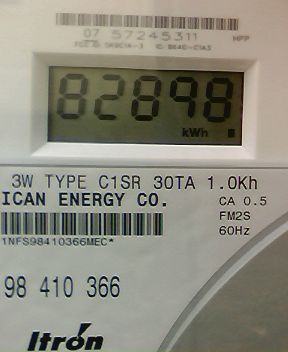 07 57245311 MPP
82898
kWh
3W TYPE C1SR 30TA 1.0Kh
ICAN ENERGY CO. CA 0.5
FM2S
60Hz
1NFS98410366MEC*
98 410 366
Itron